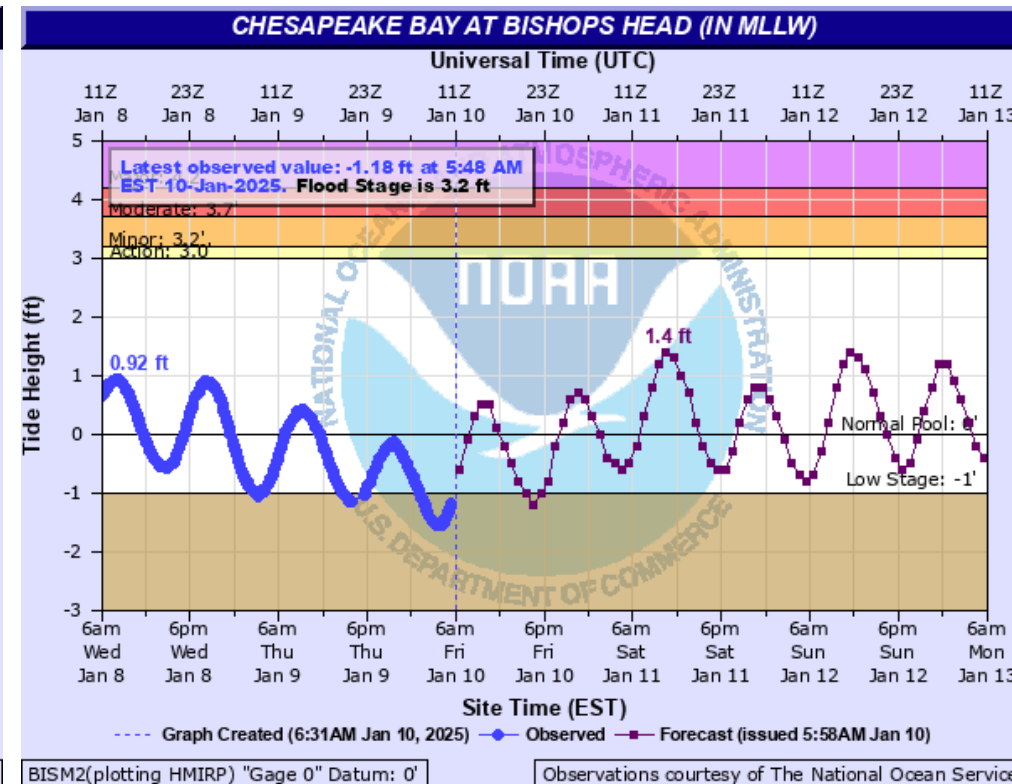 CHESAPEAKE BAY AT BISHOPS HEAD (IN MLLW)
Universal Time (UTC)
11Z 23Z 11Z 23Z 11Z 23Z 11Z 23Z 11Z 23Z 11Z
Jan 8 Jan 8 Jan 9 Jan 9 Jan 10 Jan 10 Jan 11 Jan 11 Jan 12 Jan 12 Jan 13
Latest observed value: -1.18 ft at 5:48 AM
EST 10-Jan-2025. Flood Stage is 3.2 ft
Moderate: 3.7'
Minor: 3.2'
Action: 3.0'
NATIONAL OCEANIC AND ATMOSPHERIC ADMINISTRATION
NOAA
U.S. DEPARTMENT OF COMMERCE
Tide Height (ft)
5
4
3
2
1
0
-1
-2
-3
0.92 ft
1.4 ft
Normal Pool: 0'
Low Stage: -1'
6am 6pm 6am 6pm 6am 6pm 6am 6pm 6am 6pm 6am
Wed Wed Thu Thu Fri Fri Sat Sat Sun Sun Mon
Jan 8 Jan 8 Jan 9 Jan 9 Jan 10 Jan 10 Jan 11 Jan 11 Jan 12 Jan 12 Jan 13
Site Time (EST)
Graph Created (6:31AM Jan 10, 2025) Observed Forecast (issued 5:58AM Jan 10)
BISM2(plotting HMIRP) "Gage 0" Datum: 0'
Observations courtesy of The National Ocean Service